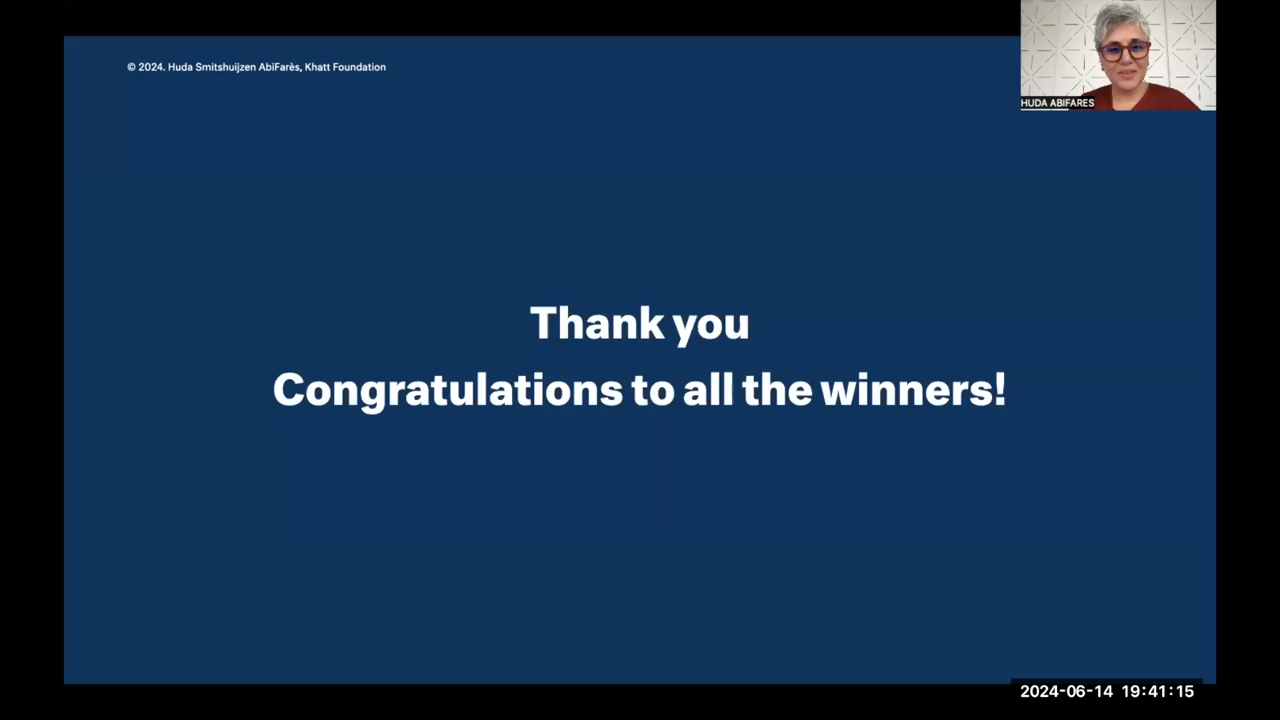 © 2024. Huda Smitshuijzen AbiFarès, Khatt Foundation
HUDA ABIFARES
Thank you
Congratulations to all the winners!
2024-06-14 19:41:15